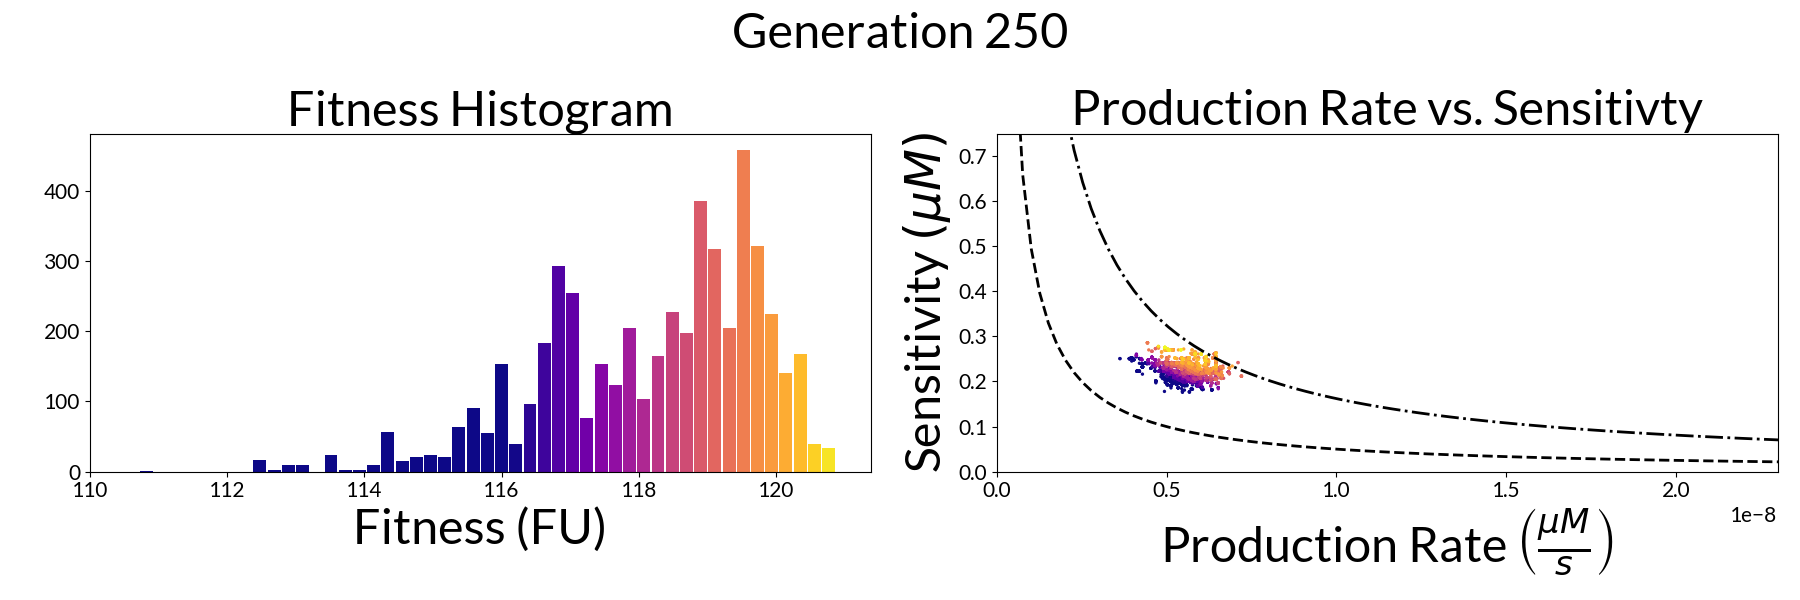 Generation 250
Fitness Histogram
400
300
200
100
0
110 112 114 116 118 120
Fitness (FU)
Production Rate vs. Sensitivty
Sensitivity (μM)
0.7
0.6
0.5
0.4
0.3
0.2
0.1
0.0
0.0 0.5 1.0 1.5 2.0
1e−8
Production Rate (μM/s)